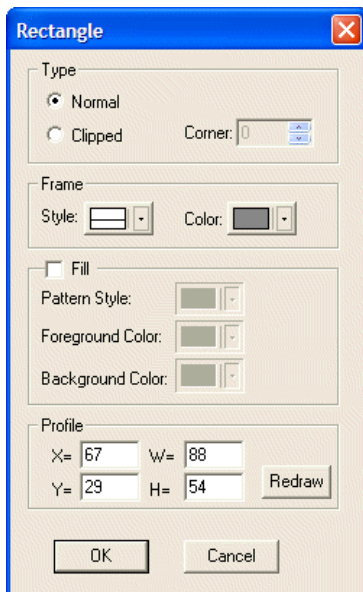 Rectangle
Type
Normal
Clipped Corner: 0
Frame
Style: Color:
Fill
Pattern Style:
Foreground Color:
Background Color:
Profile
X= 67 W= 88
Y= 29 H= 54 Redraw
OK Cancel